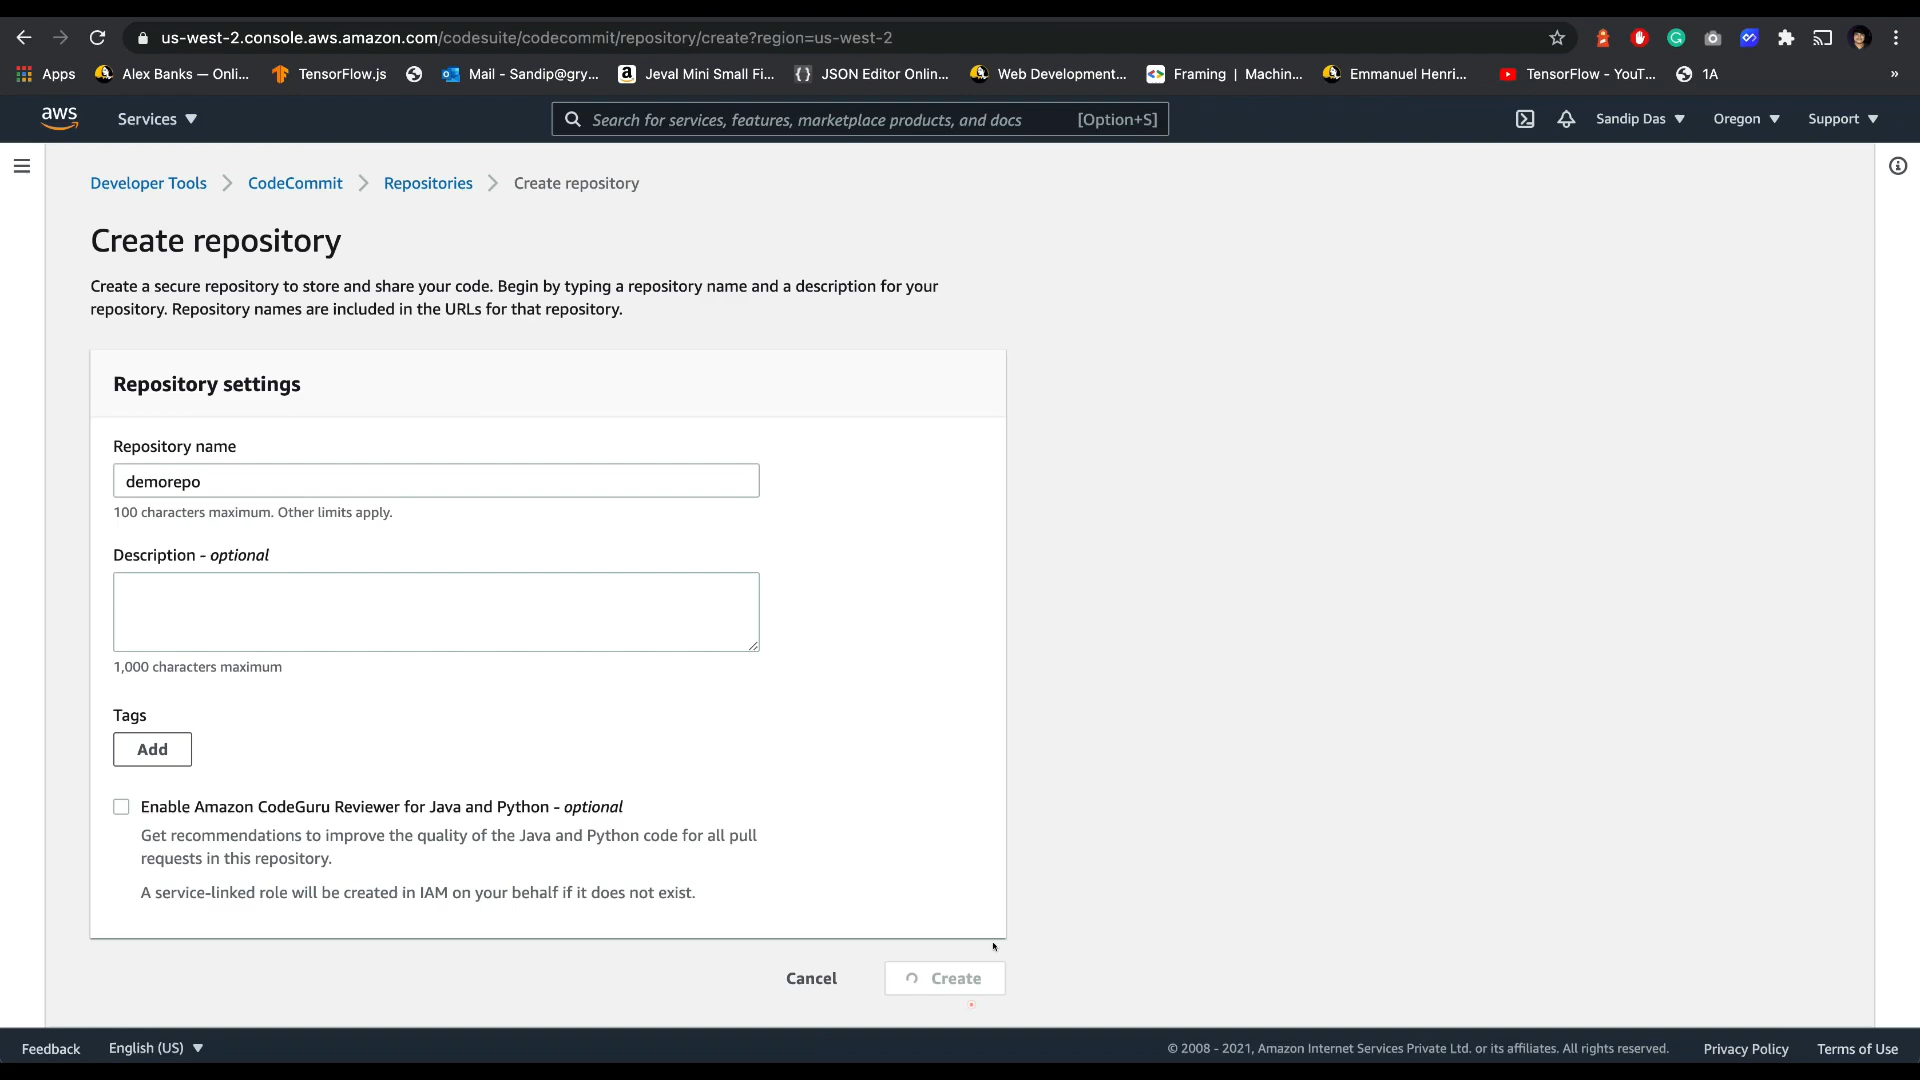 us-west-2.console.aws.amazon.com/codesuite/codecommit/repository/create?region=us-west-2
Apps Alex Banks — Onli... TensorFlow.js Mail - Sandip@gry... Jeval Mini Small Fi... JSON Editor Onlin... Web Development... Framing | Machin... Emmanuel Henri... TensorFlow - YouT... 1A »
aws Services Search for services, features, marketplace products, and docs [Option+S] Sandip Das Oregon Support
Developer Tools CodeCommit Repositories Create repository
Create repository
Create a secure repository to store and share your code. Begin by typing a repository name and a description for your
repository. Repository names are included in the URLs for that repository.
Repository settings
Repository name
demorepo
100 characters maximum. Other limits apply.
Description - optional
1,000 characters maximum
Tags
Add
Enable Amazon CodeGuru Reviewer for Java and Python - optional
Get recommendations to improve the quality of the Java and Python code for all pull
requests in this repository.
A service-linked role will be created in IAM on your behalf if it does not exist.
Cancel Create
Feedback English (US) © 2008 - 2021, Amazon Internet Services Private Ltd. or its affiliates. All rights reserved. Privacy Policy Terms of Use